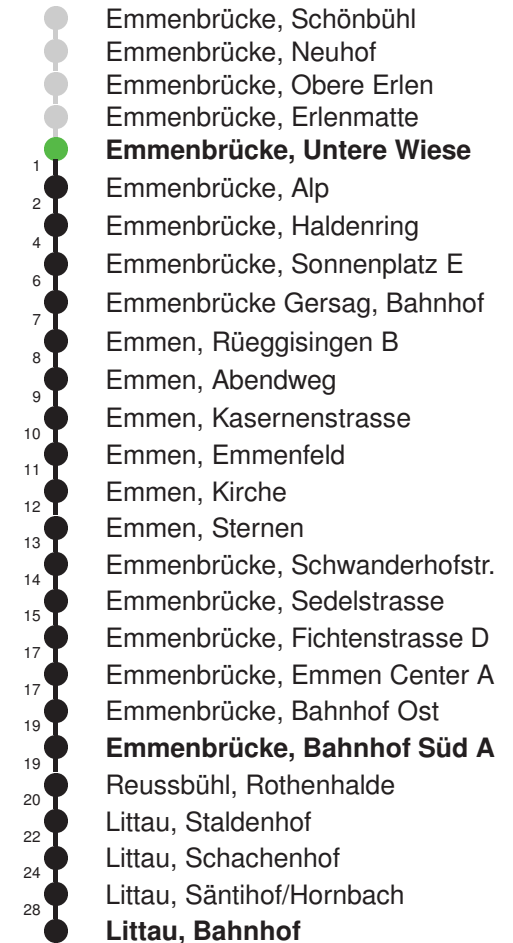 Emmenbrücke, Schönbühl
Emmenbrücke, Neuhof
Emmenbrücke, Obere Erlen
Emmenbrücke, Erlenmatte
Emmenbrücke, Untere Wiese
1
Emmenbrücke, Alp
2
Emmenbrücke, Haldenring
4
Emmenbrücke, Sonnenplatz E
6
Emmenbrücke Gersag, Bahnhof
7
Emmen, Rüeggisingen B
8
Emmen, Abendweg
9
Emmen, Kasernenstrasse
10
Emmen, Emmenfeld
11
Emmen, Kirche
12
Emmen, Sternen
13
Emmenbrücke, Schwanderhofstr.
14
Emmenbrücke, Sedelstrasse
15
Emmenbrücke, Fichtenstrasse D
17
Emmenbrücke, Emmen Center A
17
Emmenbrücke, Bahnhof Ost
19
Emmenbrücke, Bahnhof Süd A
19
Reussbühl, Rothenhalde
20
Littau, Staldenhof
22
Littau, Schachenhof
24
Littau, Säntihof/Hornbach
28
Littau, Bahnhof